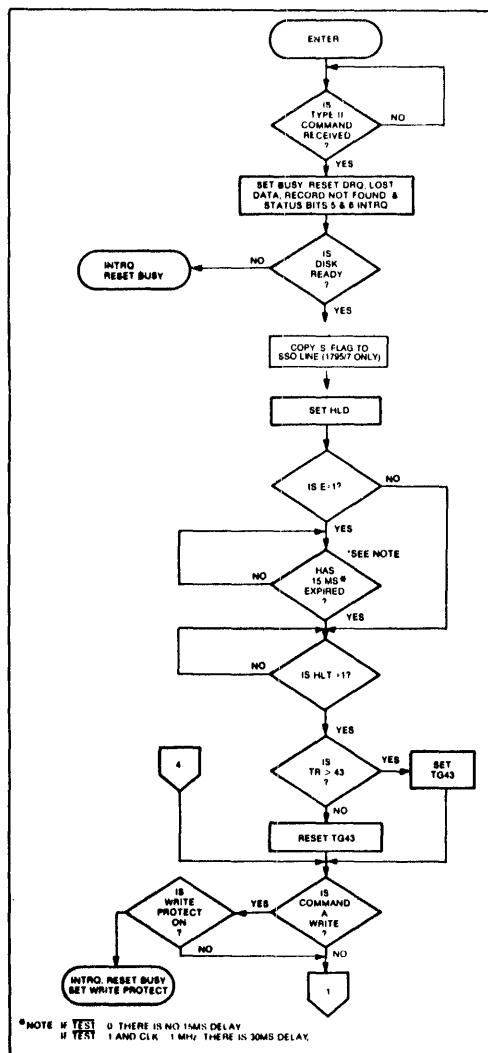 ENTER
IS
TYPE II
COMMAND
RECEIVED
?
NO
YES
SET BUSY RESET DRQ, LOST
DATA, RECORD NOT FOUND &
STATUS BITS 5 & 6 INTRQ
IS
DISK
READY
?
NO
INTRQ
RESET BUSY
YES
COPY S FLAG TO
SSO LINE (1795/7 ONLY)
SET HLD
IS E=1?
NO
YES
*SEE NOTE
HAS
15 MS*
EXPIRED
?
NO
YES
IS HLT =1?
NO
YES
4
IS
TR > 43
?
YES
SET
TG43
NO
RESET TG43
IS
WRITE
PROTECT
ON
?
YES
IS
COMMAND
A
WRITE
?
NO
NO
INTRQ, RESET BUSY
SET WRITE PROTECT
1
*NOTE IF TEST 0 THERE IS NO 15MS DELAY
IF TEST 1 AND CLK 1 MHz THERE IS 30MS DELAY,